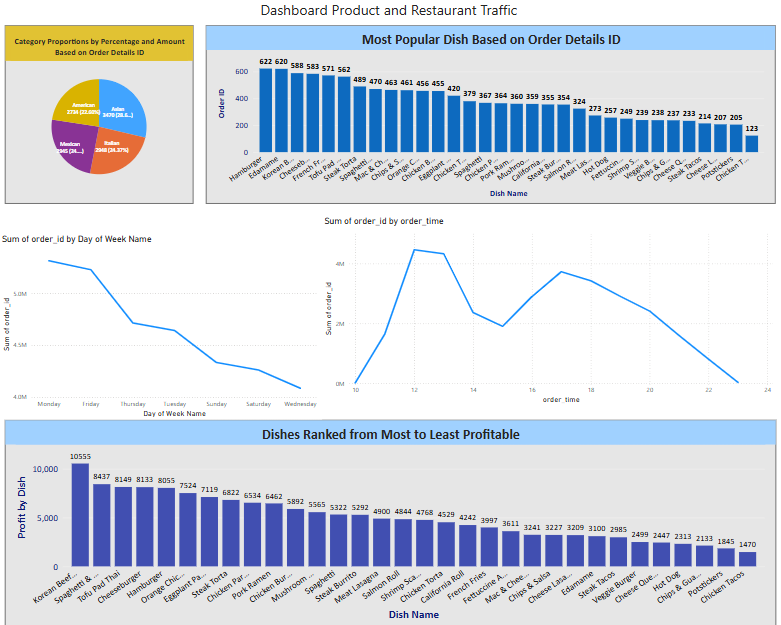 Dashboard Product and Restaurant Traffic
Category Proportions by Percentage and Amount
Based on Order Details ID
American
2734 (22.60%)
Asian
3470 (28.6...)
Mexican
2945 (24....)
Italian
2948 (24.37%)
Most Popular Dish Based on Order Details ID
Order ID
600
400
200
0
622 620 588 583 571 562 489 470 463 461 456 455 420 379 367 364 360 359 355 354 324 273 257 249 239 238 237 233 214 207 205 123
Hamburger
Edamame
Korean B...
Cheeseb...
French Fr...
Tofu Pad ...
Steak Torta
Spaghett...
Mac & Ch...
Chips & S...
Orange C...
Chicken B...
Eggplant ...
Chicken T...
Spaghetti
Chicken P...
Pork Ram...
Mushroo...
California...
Steak Bur...
Salmon R...
Meat Las...
Hot Dog
Fettuccin...
Shrimp S...
Veggie B...
Chips & G...
Cheese Q...
Steak Tacos
Cheese L...
Potstickers
Chicken T...
Dish Name
Sum of order_id by Day of Week Name
Sum of order_id
5.0M
4.5M
4.0M
Monday Friday Thursday Tuesday Sunday Saturday Wednesday
Day of Week Name
Sum of order_id by order_time
Sum of order_id
4M
2M
0M
10 12 14 16 18 20 22 24
order_time
Dishes Ranked from Most to Least Profitable
Profit by Dish
10,000
5,000
0
10555 8437 8149 8133 8055 7524 7119 6822 6534 6462 5892 5565 5322 5292 4900 4844 4768 4529 4242 3997 3611 3241 3227 3209 3100 2985 2499 2447 2313 2133 1845 1470
Korean Beef...
Spaghetti & ...
Tofu Pad Thai
Cheeseburger
Hamburger
Orange Chic...
Eggplant Pa...
Steak Torta
Chicken Par...
Pork Ramen
Chicken Bur...
Mushroom ...
Spaghetti
Steak Burrito
Meat Lasagna
Salmon Roll
Shrimp Sca...
Chicken Torta
California Roll
French Fries
Fettuccine A...
Mac & Chee...
Chips & Salsa
Cheese Lasa...
Edamame
Steak Tacos
Veggie Burger
Cheese Que...
Hot Dog
Chips & Gua...
Potstickers
Chicken Tacos
Dish Name